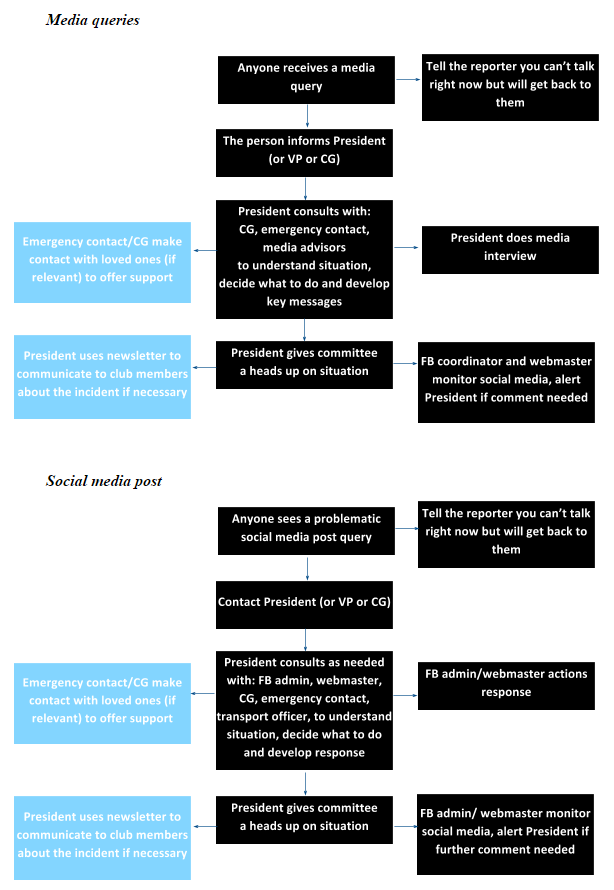 Media queries
Anyone receives a media
query
Tell the reporter you can't talk
right now but will get back to
them
The person informs President
(or VP or CG)
President consults with:
CG, emergency contact,
media advisors
to understand situation,
decide what to do and develop
key messages
Emergency contact/CG make
contact with loved ones (if
relevant) to offer support
President does media
interview
President gives committee
a heads up on situation
President uses newsletter to
communicate to club members
about the incident if necessary
FB coordinator and webmaster
monitor social media, alert
President if comment needed
Social media post
Anyone sees a problematic
social media post query
Tell the reporter you can't talk
right now but will get back to
them
Contact President (or VP or CG)
President consults as needed
with: FB admin, webmaster,
CG, emergency contact,
transport officer, to understand
situation, decide what to do
and develop response
Emergency contact/CG make
contact with loved ones (if
relevant) to offer support
FB admin/webmaster actions
response
President gives committee
a heads up on situation
President uses newsletter to
communicate to club members
about the incident if necessary
FB admin/ webmaster monitor
social media, alert President if
further comment needed